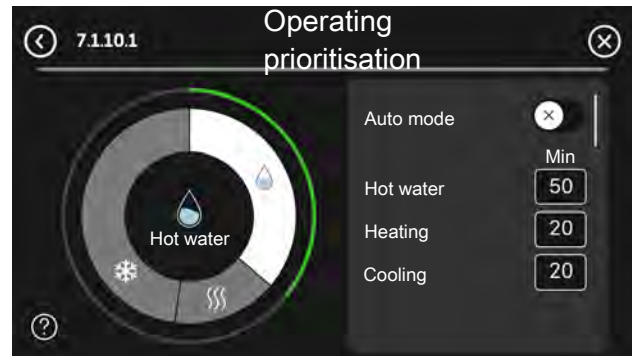 7.1.10.1
Operating
prioritisation
Auto mode
Min
Hot water 50
Heating 20
Cooling 20
Hot water
?